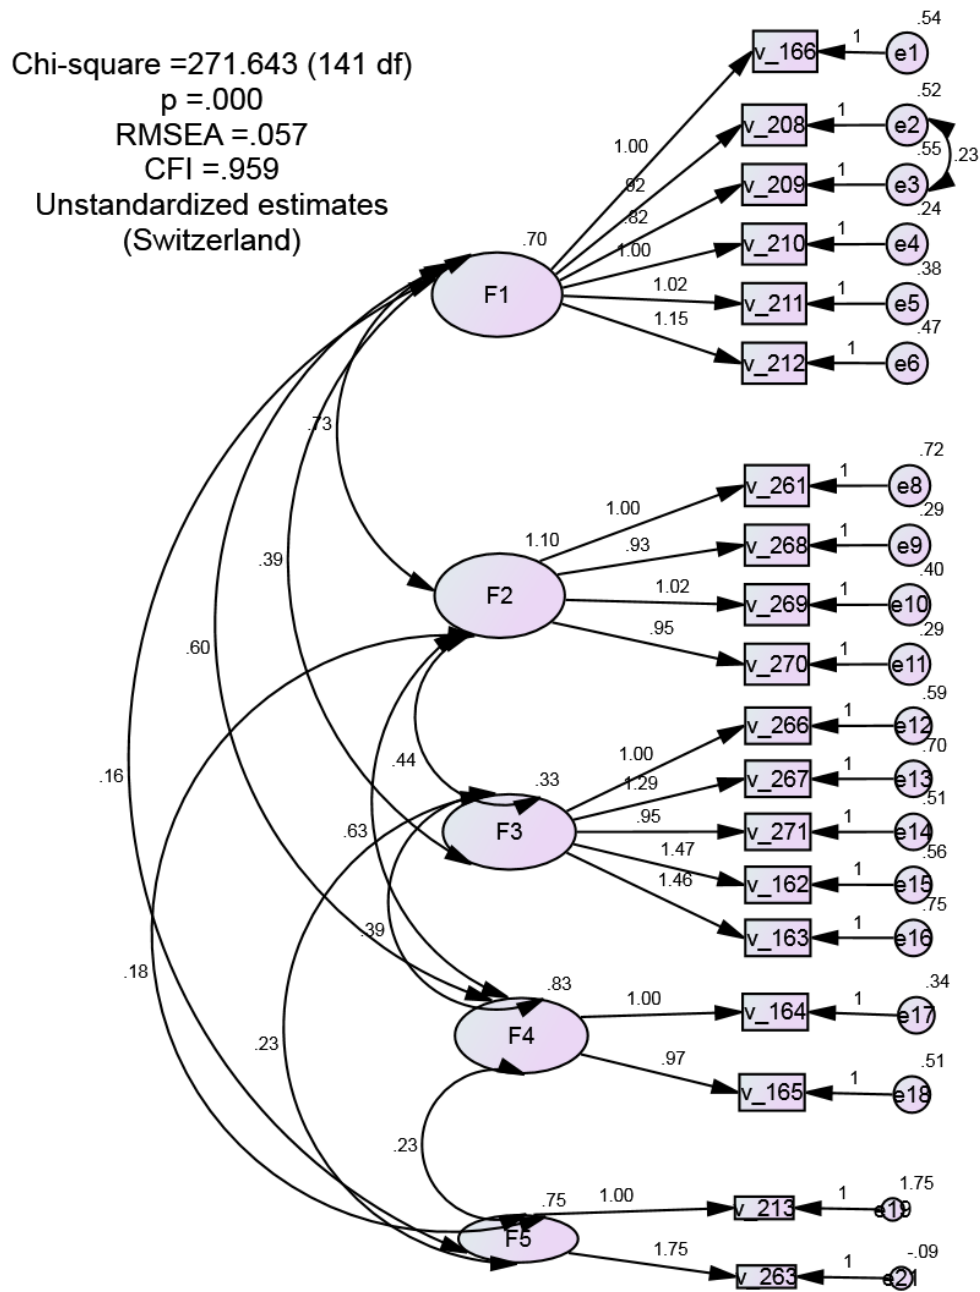 Chi-square =271.643 (141 df)
p =.000
RMSEA =.057
CFI =.959
Unstandardized estimates
(Switzerland)
.54
v_166 1 e1
.52
1.00 v_208 1 e2
.55 .23
.92 v_209 1 e3
.24
.82
.70 1.00 v_210 1 e4
.38
F1 1.02 v_211 1 e5
.47
1.15 v_212 1 e6
.73
.72
v_261 1 e8
.29
1.00
1.10 .93 v_268 1 e9
.39 .40
F2 1.02 v_269 1 e10
.29
.95 v_270 1 e11
.60
.59
v_266 1 e12
.70
.44 1.00
.16 .33 1.29 v_267 1 e13
.51
.63 F3 .95 v_271 1 e14
.56
1.47 v_162 1 e15
.75
1.46 v_163 1 e16
.39
.18 .34
.83 1.00 v_164 1 e17
.23 F4
.51
.97 v_165 1 e18
.23
1.75
.75 1.00 v_213 1 e19
F5 -.09
1.75 v_263 1 e21